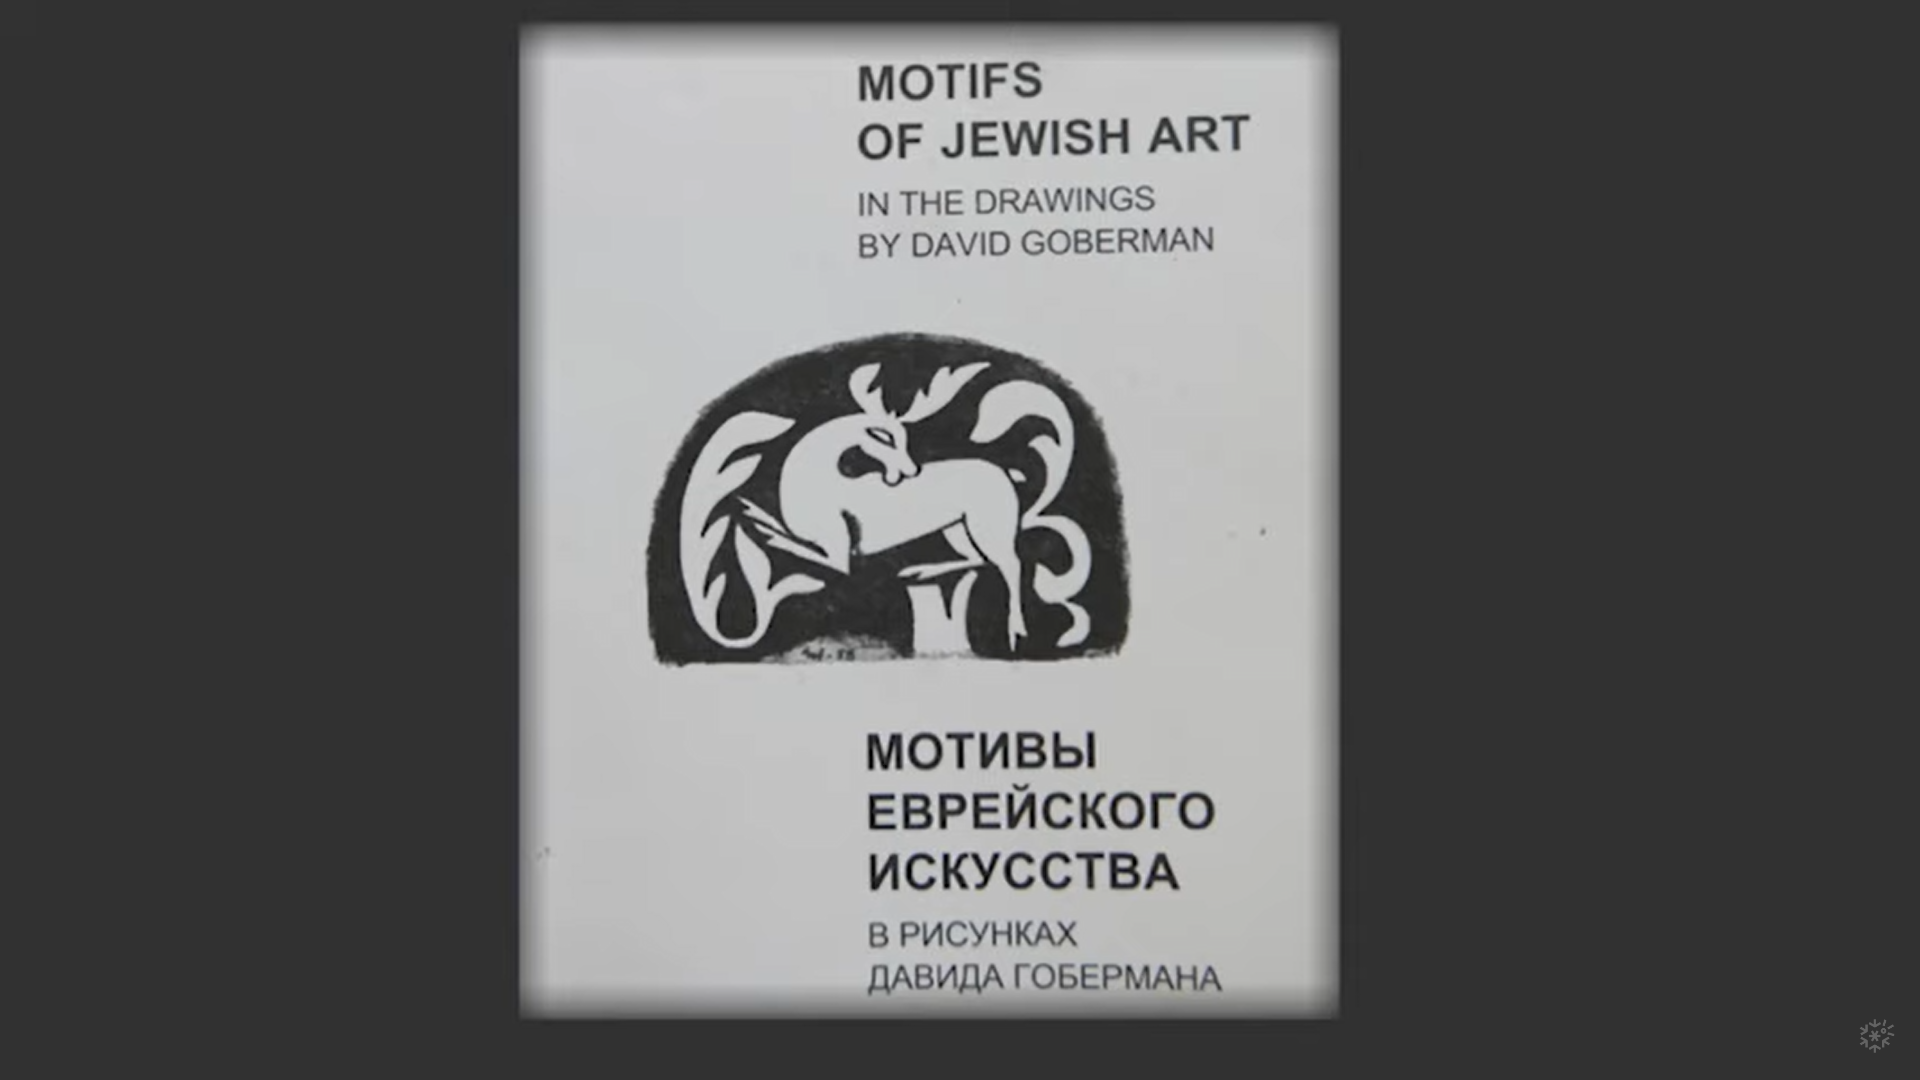 MOTIFS
OF JEWISH ART
IN THE DRAWINGS
BY DAVID GOBERMAN
МОТИВЫ
ЕВРЕЙСКОГО
ИСКУССТВА
В РИСУНКАХ
ДАВИДА ГОБЕРМАНА